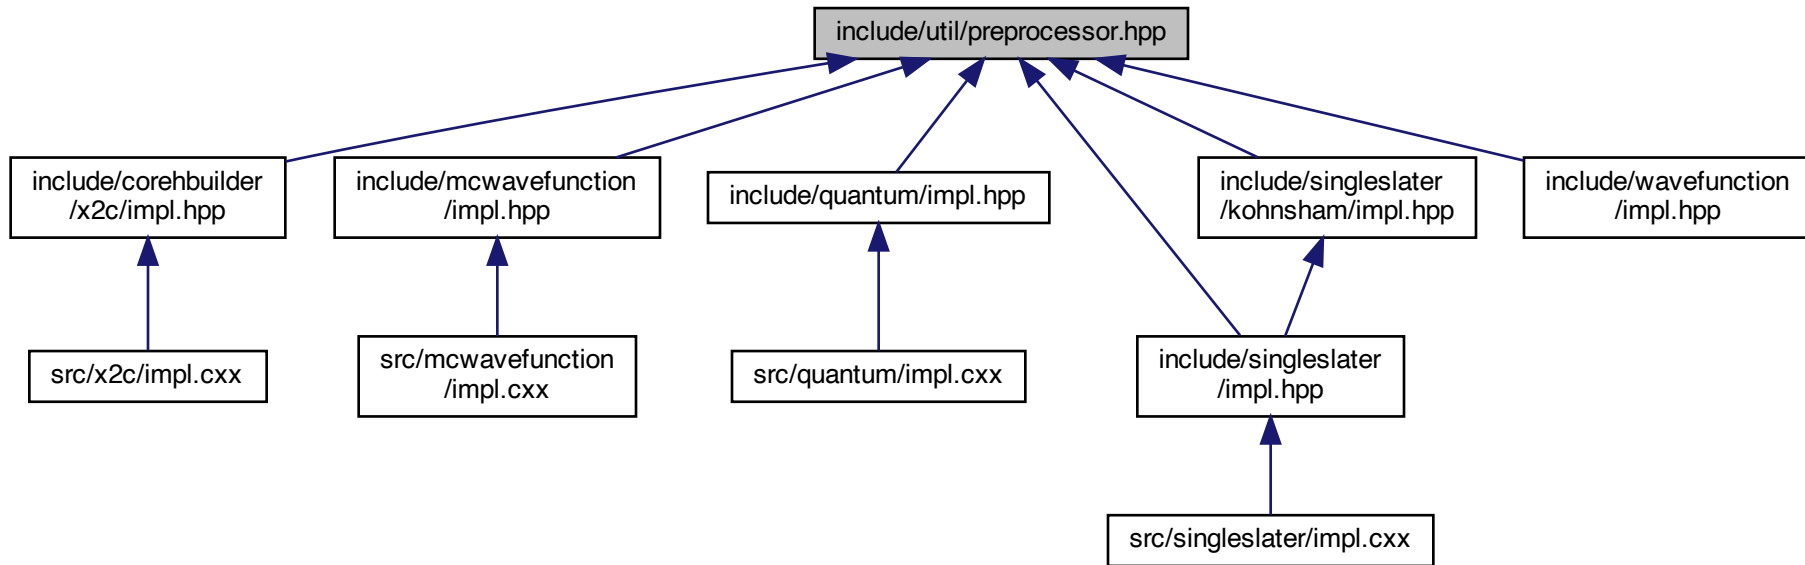 include/util/preprocessor.hpp
include/corehbuilder
/x2c/impl.hpp
include/mcwavefunction
/impl.hpp
include/quantum/impl.hpp
include/singleslater
/kohnsham/impl.hpp
include/wavefunction
/impl.hpp
src/x2c/impl.cxx
src/mcwavefunction
/impl.cxx
src/quantum/impl.cxx
include/singleslater
/impl.hpp
src/singleslater/impl.cxx